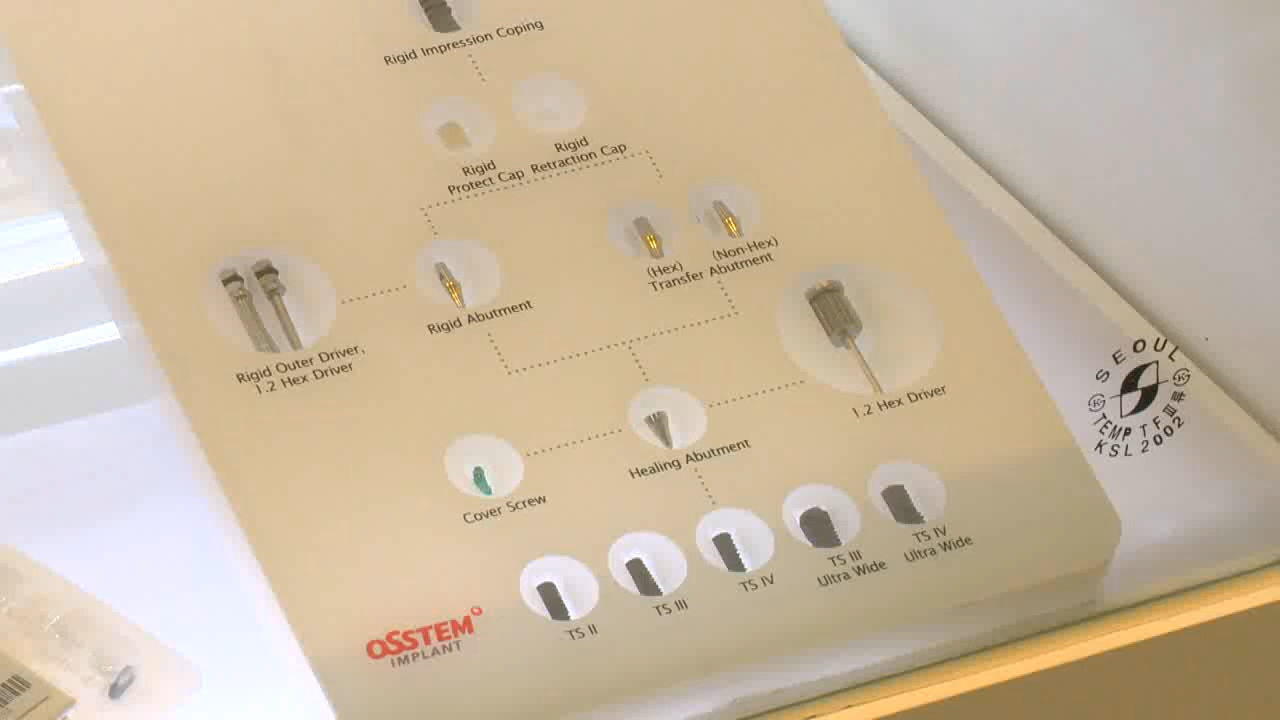 Rigid Impression Coping
Rigid
Protect Cap
Rigid
Retraction Cap
(Hex)
(Non-Hex)
Transfer Abutment
Rigid Abutment
Rigid Outer Driver,
1.2 Hex Driver
1.2 Hex Driver
Healing Abutment
Cover Screw
TS II
TS III
TS IV
TS III
Ultra Wide
TS IV
Ultra Wide
OSSTEM
IMPLANT
SEOUL
KSL 2002